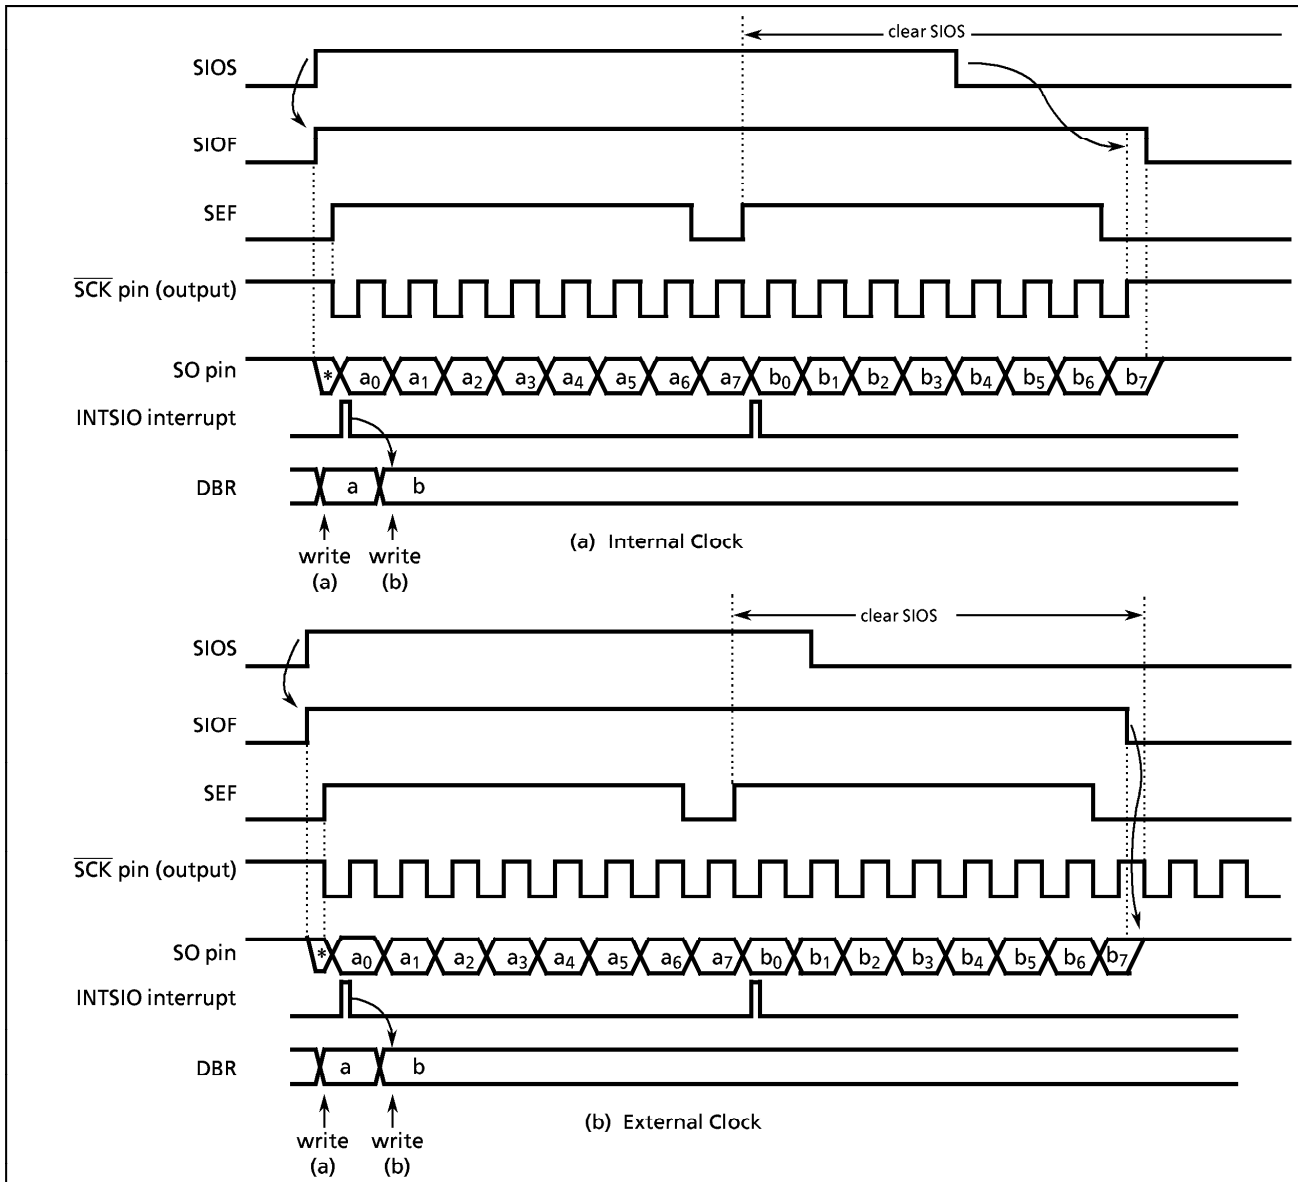 clear SIOS
SIOS
SIOF
SEF
SCK pin (output)
SO pin
* a0 a1 a2 a3 a4 a5 a6 a7 b0 b1 b2 b3 b4 b5 b6 b7
INTSIO interrupt
DBR a b
write write
(a) (b)
(a) Internal Clock
clear SIOS
SIOS
SIOF
SEF
SCK pin (output)
SO pin
* a0 a1 a2 a3 a4 a5 a6 a7 b0 b1 b2 b3 b4 b5 b6 b7
INTSIO interrupt
DBR a b
write write
(a) (b)
(b) External Clock